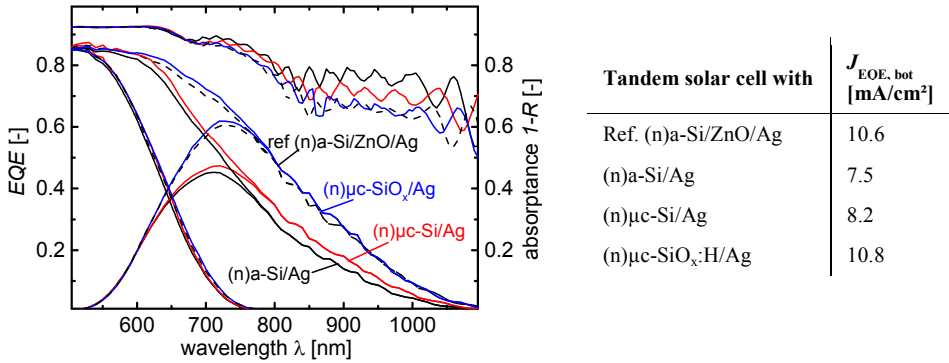 0.8
0.6
0.4
0.2
EQE [-]
600 700 800 900 1000
wavelength λ [nm]
0.8
0.6
0.4
0.2
absorptance 1-R [-]
ref (n)a-Si/ZnO/Ag
(n)µc-SiOₓ/Ag
(n)µc-Si/Ag
(n)a-Si/Ag
Tandem solar cell with J EQE, bot [mA/cm²]
Ref. (n)a-Si/ZnO/Ag 10.6
(n)a-Si/Ag 7.5
(n)µc-Si/Ag 8.2
(n)µc-SiOₓ:H/Ag 10.8